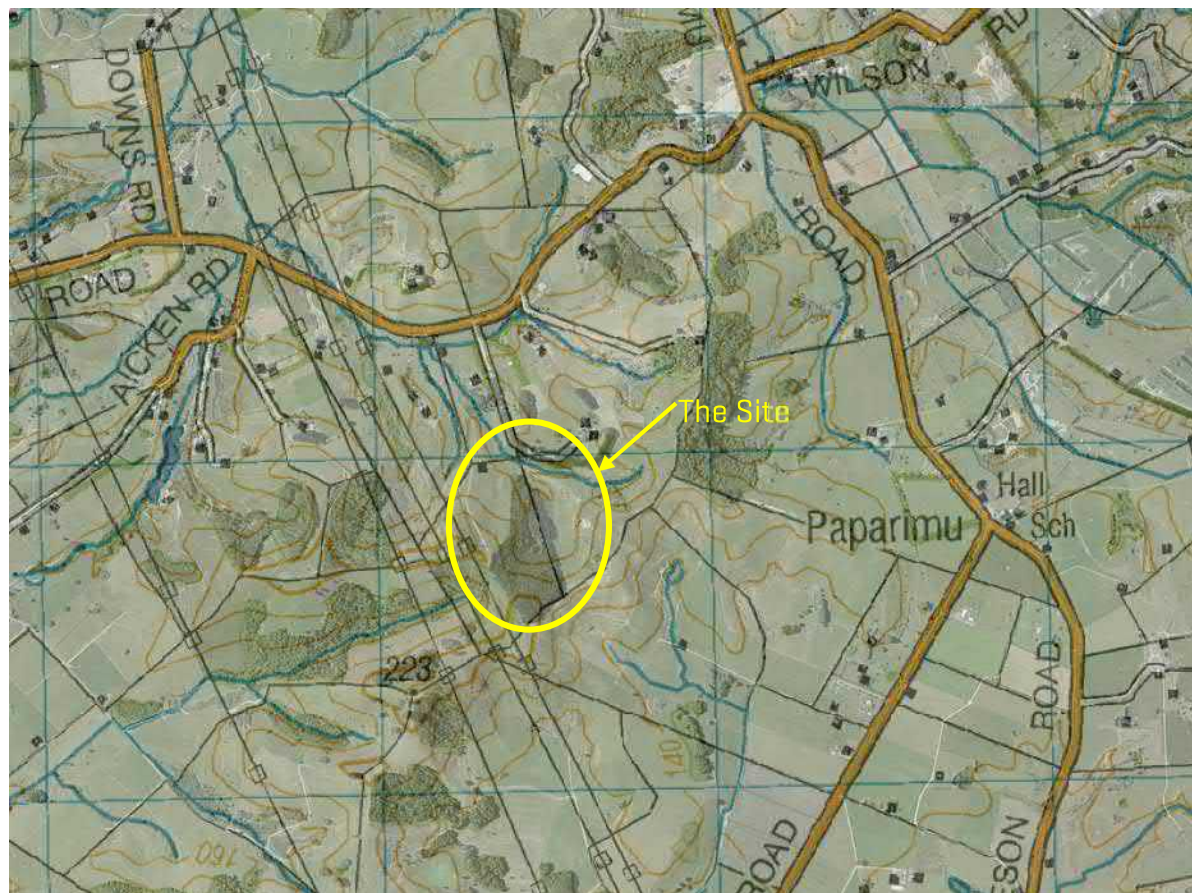 DOWNS RD
WILSON
RD
ROAD
AICKEN RD
ROAD
The Site
Hall
Paparimu
Sch
223
140
ROAD
160
ROAD
SON